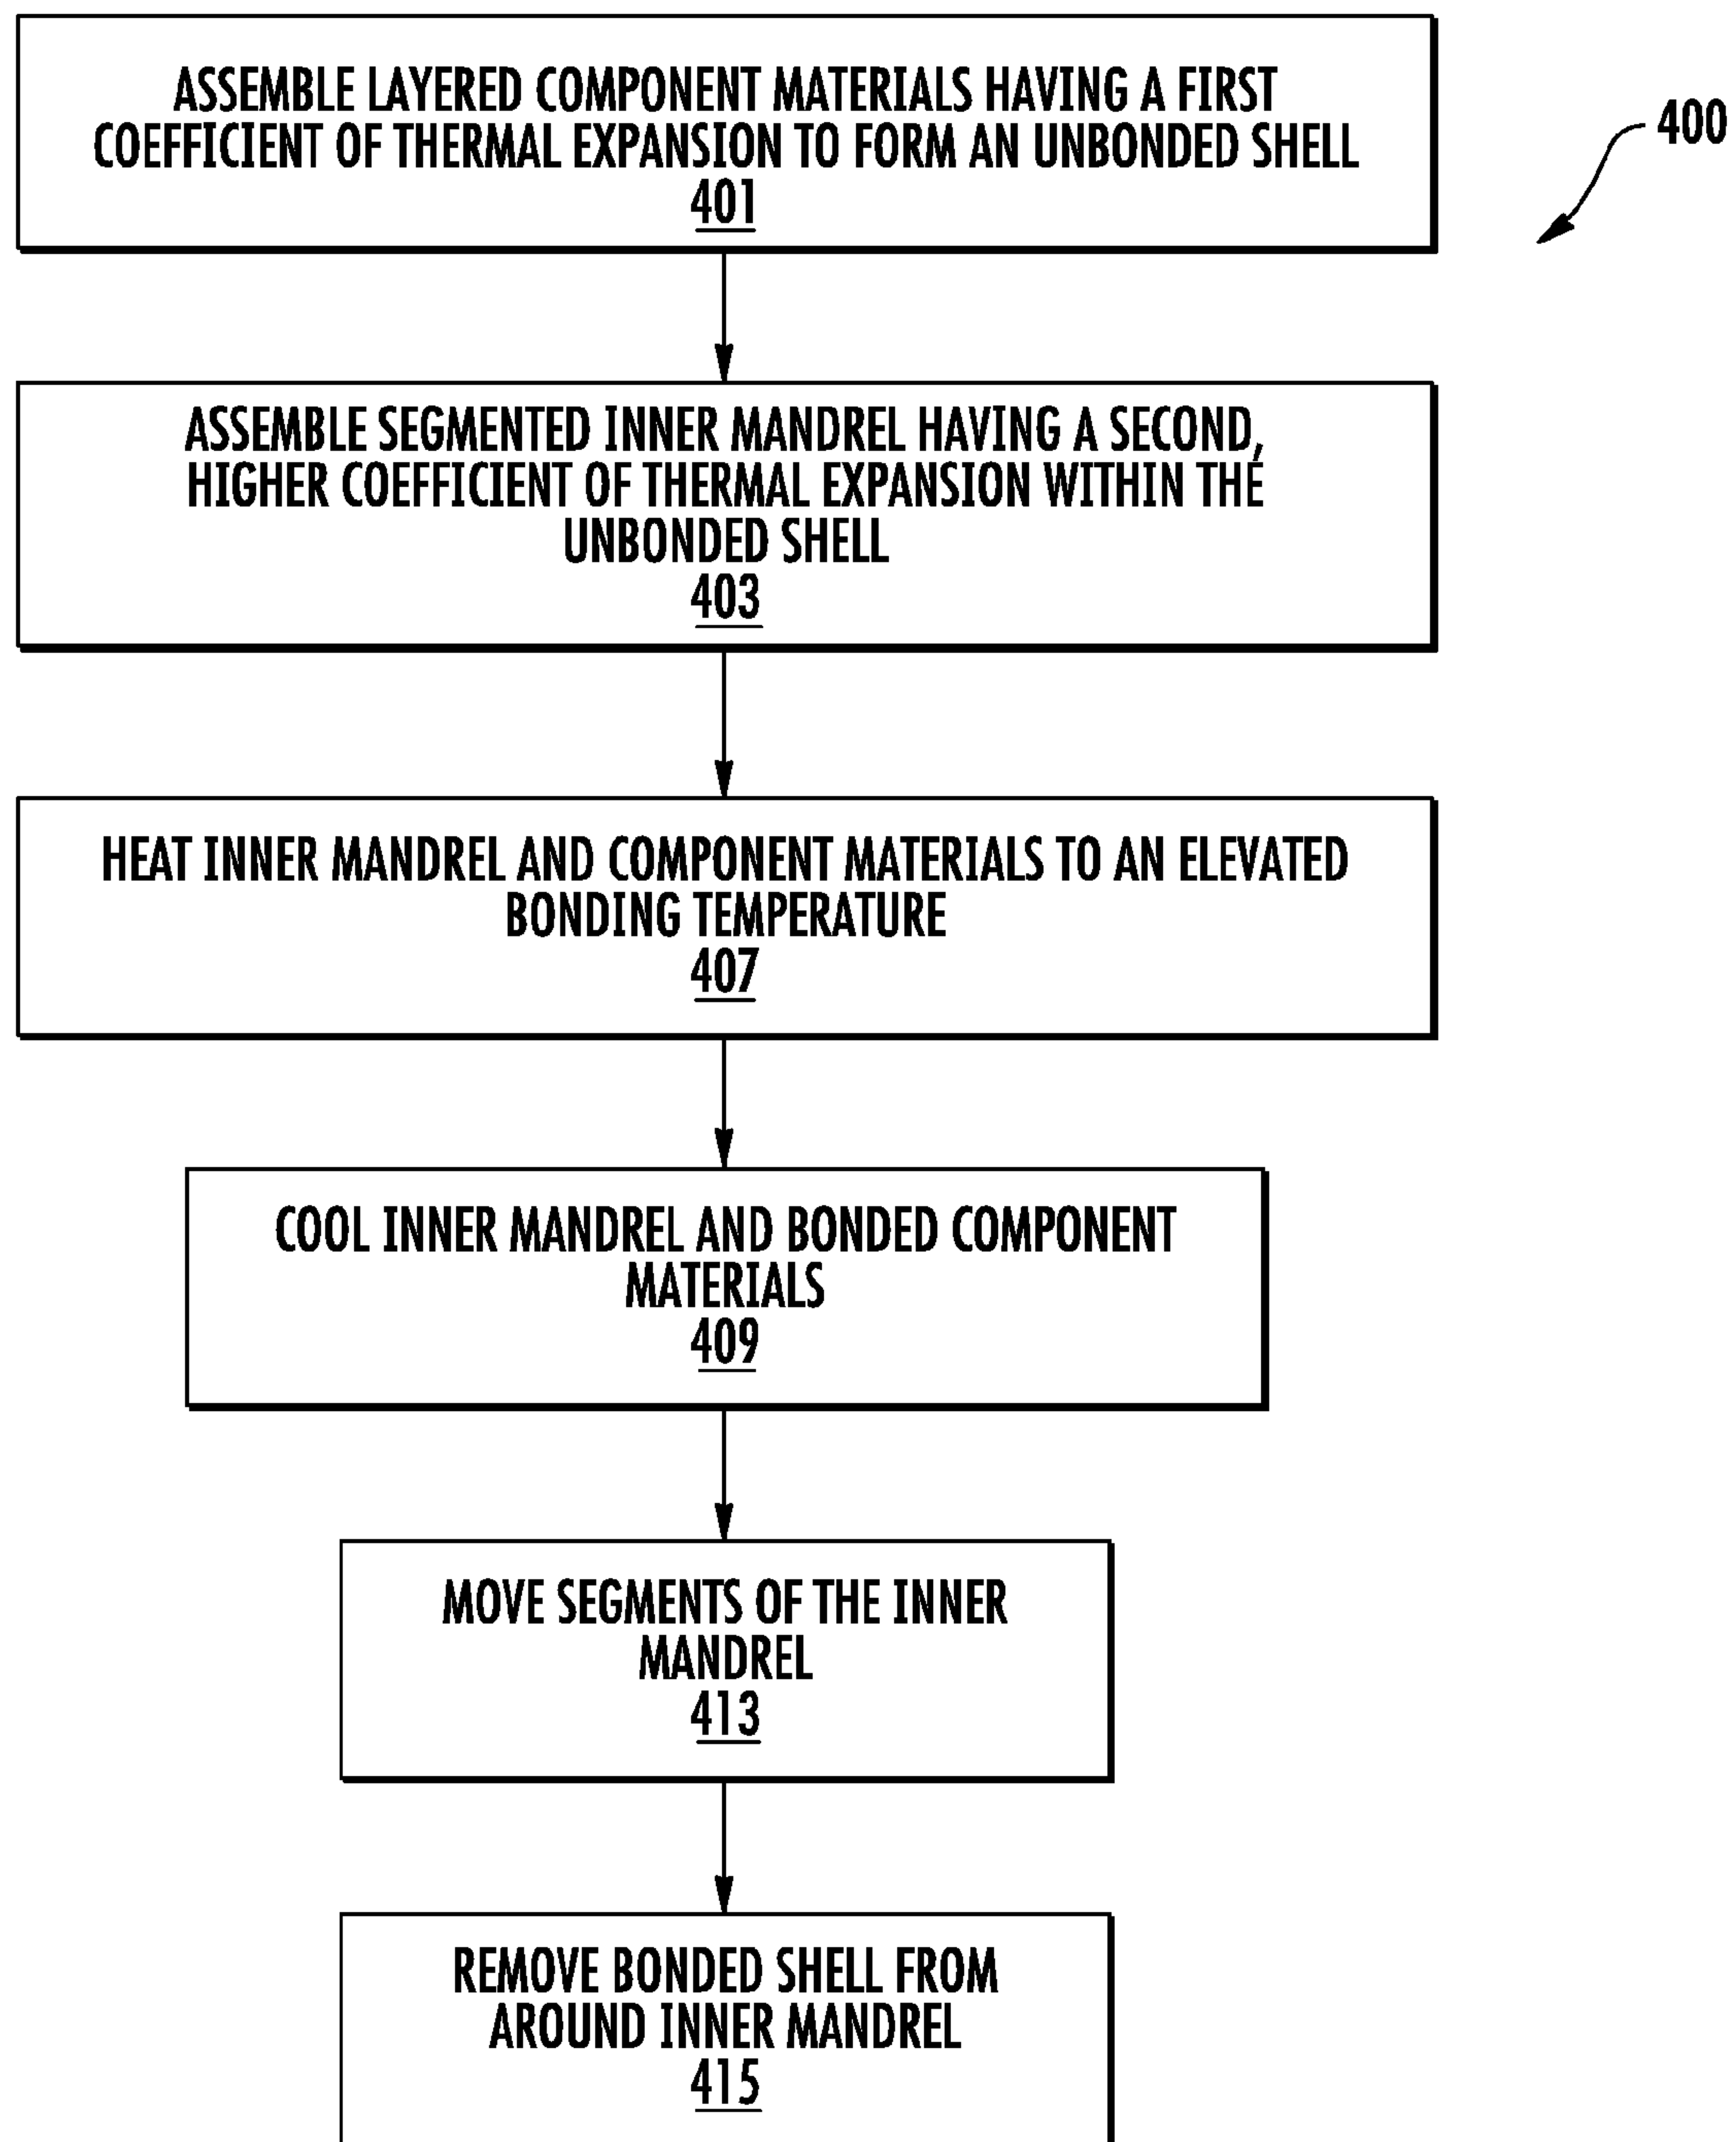 ASSEMBLE LAYERED COMPONENT MATERIALS HAVING A FIRST
COEFFICIENT OF THERMAL EXPANSION TO FORM AN UNBONDED SHELL
401
400
ASSEMBLE SEGMENTED INNER MANDREL HAVING A SECOND,
HIGHER COEFFICIENT OF THERMAL EXPANSION WITHIN THE
UNBONDED SHELL
403
HEAT INNER MANDREL AND COMPONENT MATERIALS TO AN ELEVATED
BONDING TEMPERATURE
407
COOL INNER MANDREL AND BONDED COMPONENT
MATERIALS
409
MOVE SEGMENTS OF THE INNER
MANDREL
413
REMOVE BONDED SHELL FROM
AROUND INNER MANDREL
415